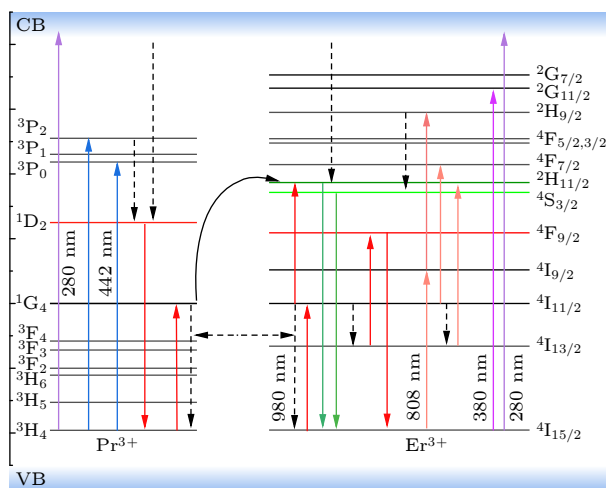 CB
³P₂
³P₁
³P₀
¹D₂
¹G₄
³F₄
³F₃
³F₂
³H₆
³H₅
³H₄
280 nm
442 nm
Pr³⁺
²G₇/₂
²G₁₁/₂
²H₉/₂
⁴F₅/₂,₃/₂
⁴F₇/₂
²H₁₁/₂
⁴S₃/₂
⁴F₉/₂
⁴I₉/₂
⁴I₁₁/₂
⁴I₁₃/₂
⁴I₁₅/₂
980 nm
808 nm
380 nm
280 nm
Er³⁺
VB